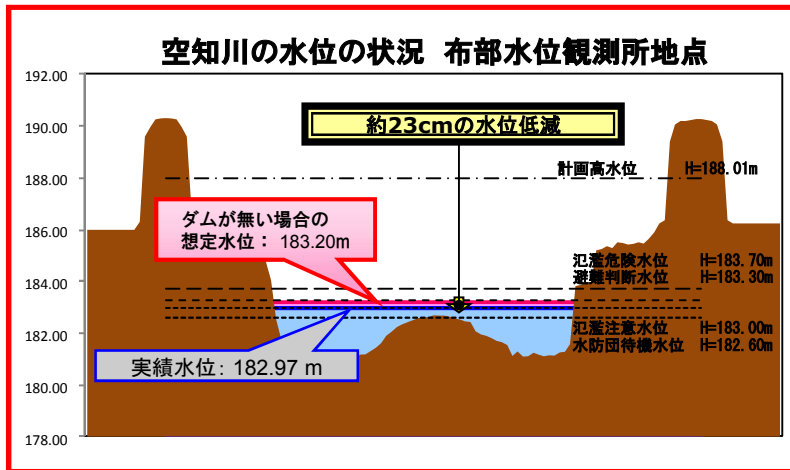 空知川の水位の状況 布部水位観測所地点
192.00
190.00
188.00
186.00
184.00
182.00
180.00
178.00
約23cmの水位低減
計画高水位 H=188.01m
ダムが無い場合の
想定水位： 183.20m
氾濫危険水位 H=183.70m
避難判断水位 H=183.30m
氾濫注意水位 H=183.00m
水防団待機水位 H=182.60m
実績水位: 182.97 m